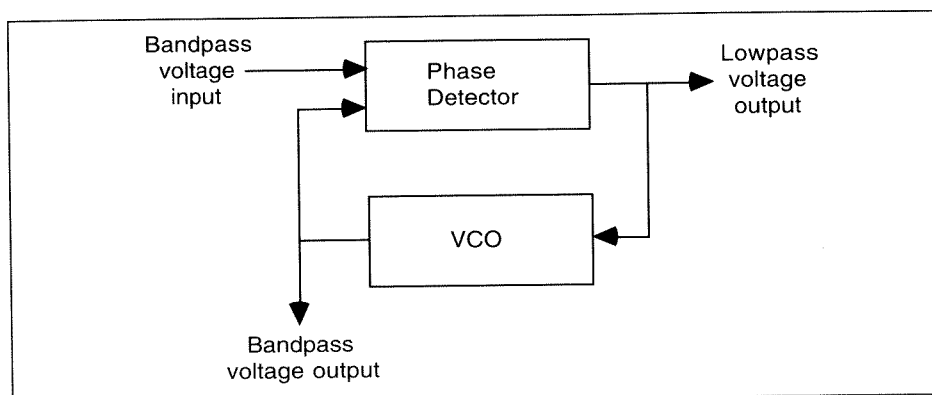 Bandpass
voltage
input
Phase
Detector
Lowpass
voltage
output
VCO
Bandpass
voltage output